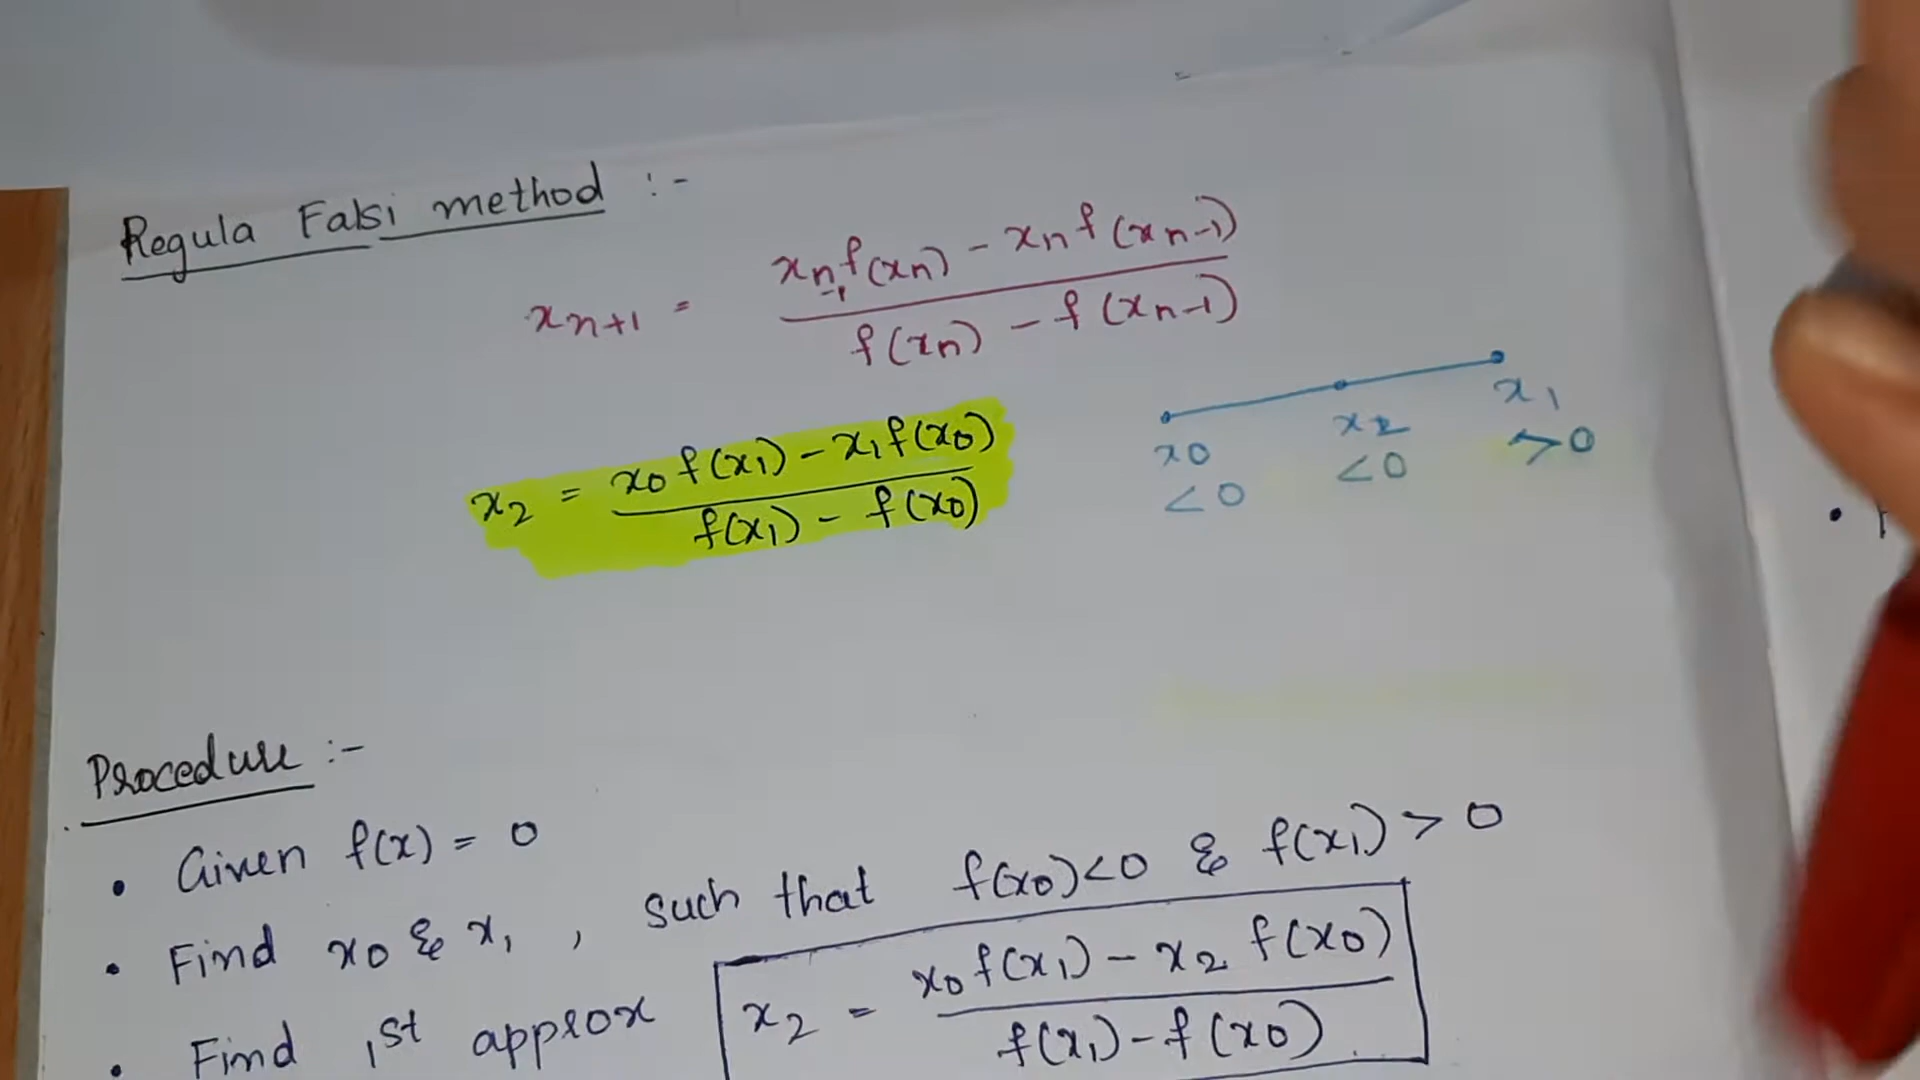 Regula Falsi method :-
xn+1 = xn-1 f(xn) - xn f(xn-1)
f(xn) - f(xn-1)
x2 = x0 f(x1) - x1 f(x0)
f(x1) - f(x0)
x0 x2 x1
<0 <0 >0
Procedure :-
• Given f(x) = 0
• Find x0 & x1 , such that f(x0)<0 & f(x1) > 0
• Find 1st approx x2 = x0 f(x1) - x2 f(x0)
f(x1) - f(x0)